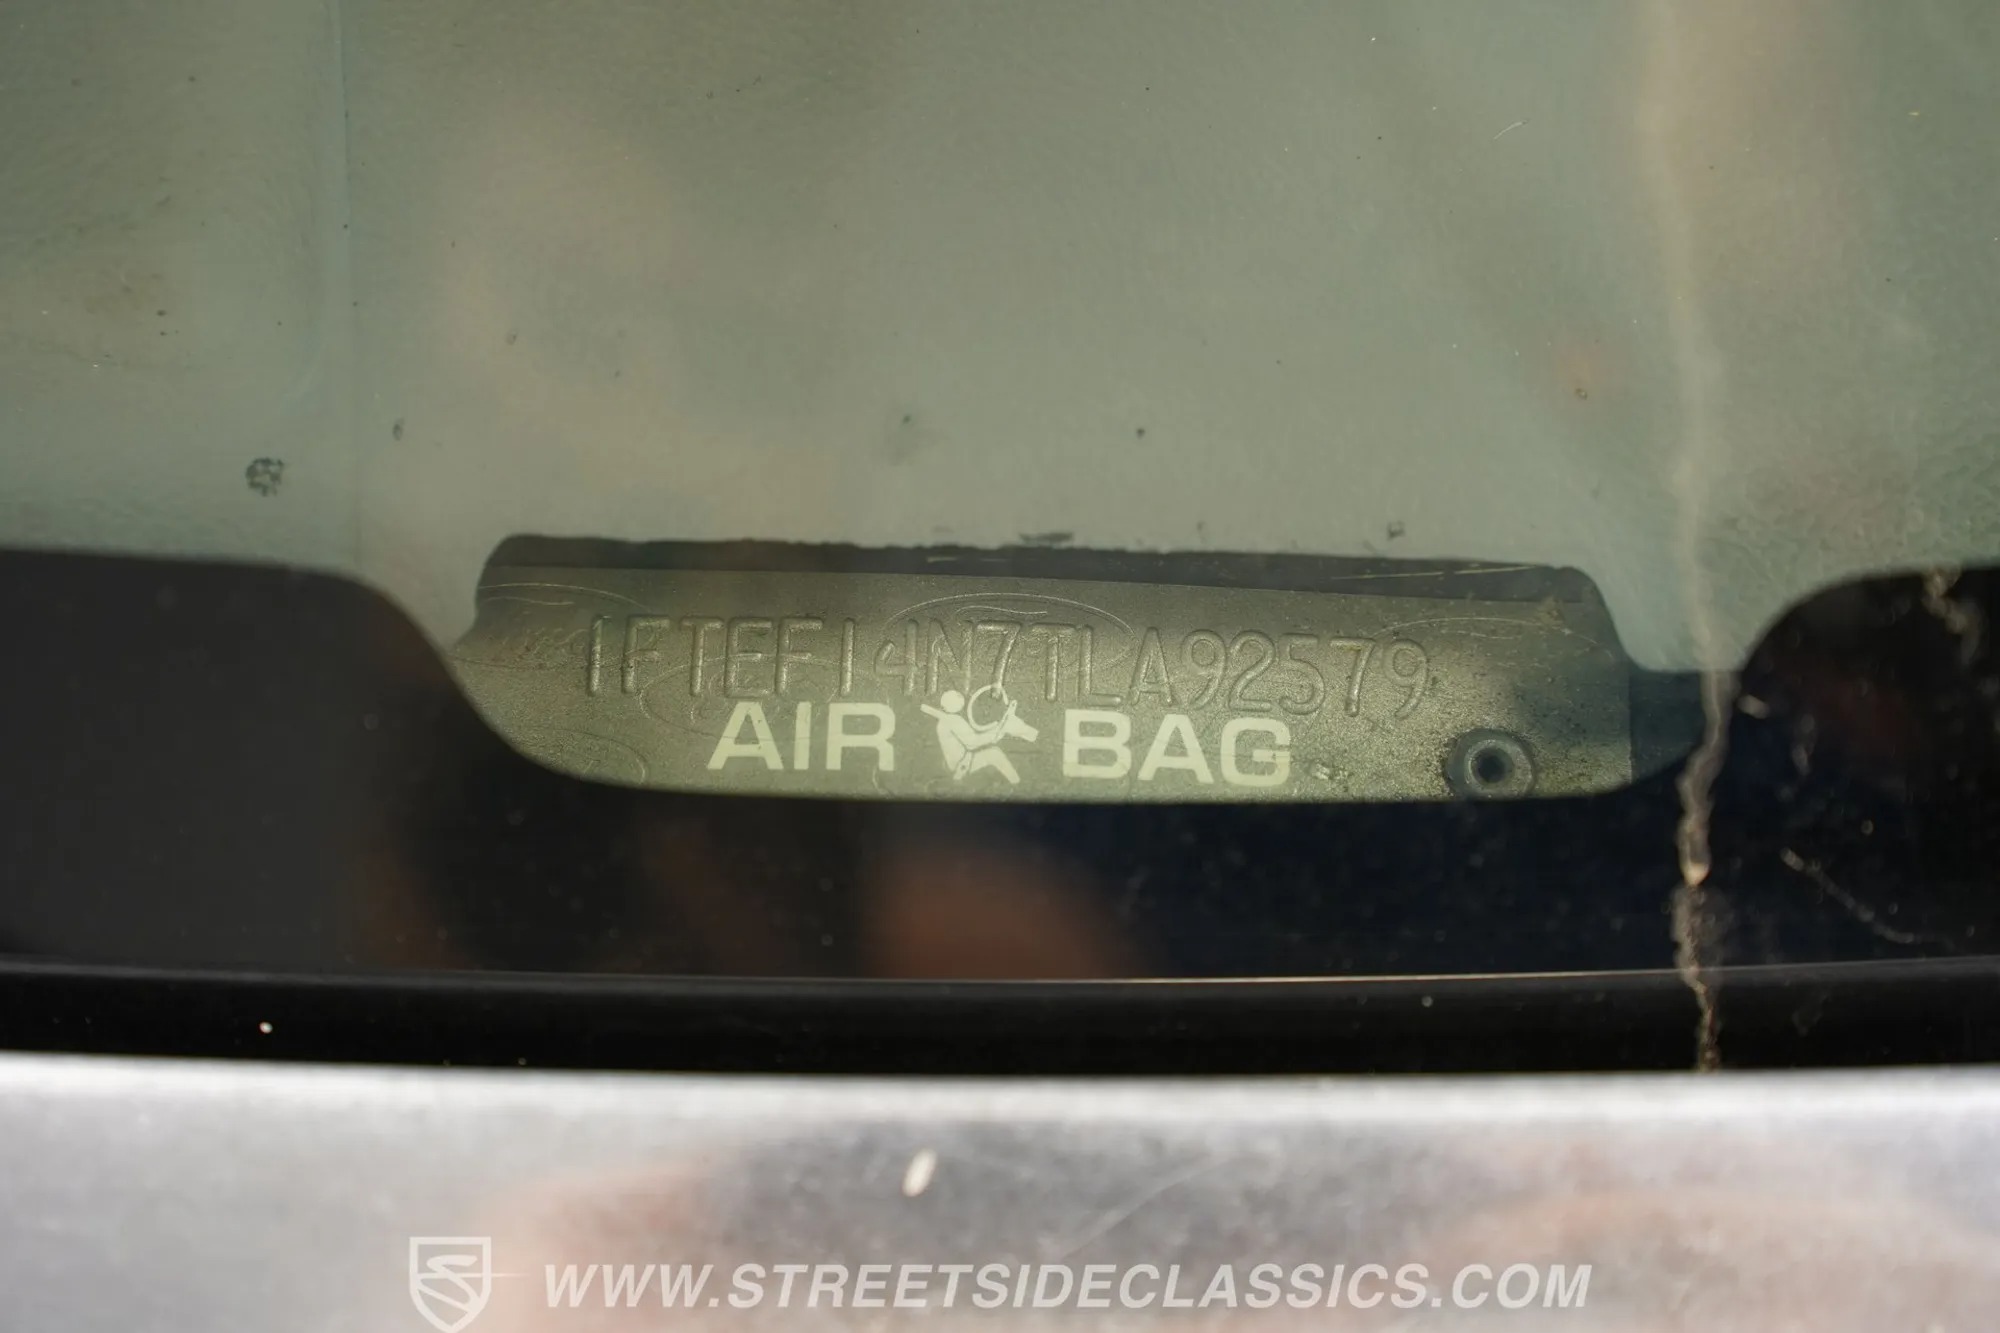 1FTEF14N7TLA92579
AIR BAG
WWW.STREETSIDECLASSICS.COM